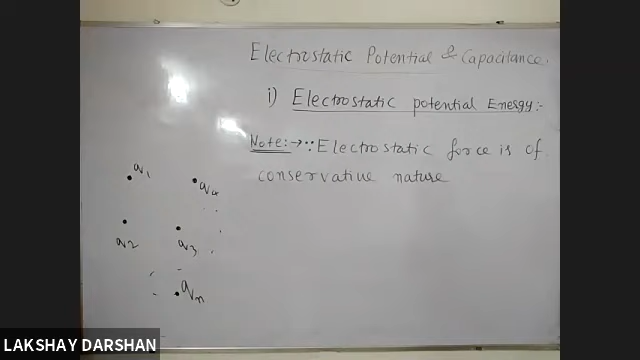 Electrostatic Potential & Capacitance.
i) Electrostatic potential Enesgy:-
Note:→ ∵ Electrostatic force is of
conservative nature
q1
q4
q2
q3
qn
LAKSHAY DARSHAN